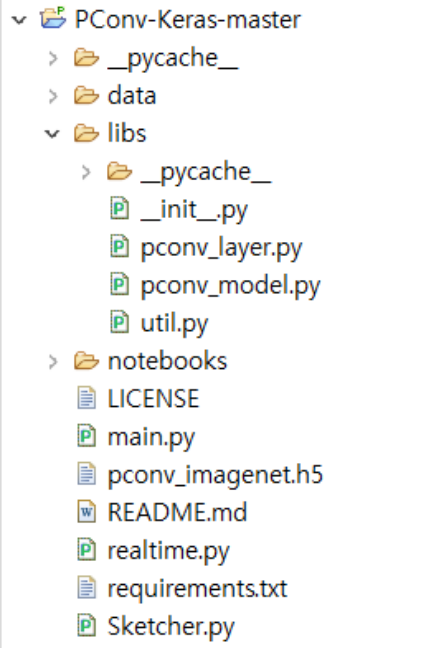 PConv-Keras-master
__pycache__
data
libs
__pycache__
__init__.py
pconv_layer.py
pconv_model.py
util.py
notebooks
LICENSE
main.py
pconv_imagenet.h5
README.md
realtime.py
requirements.txt
Sketcher.py